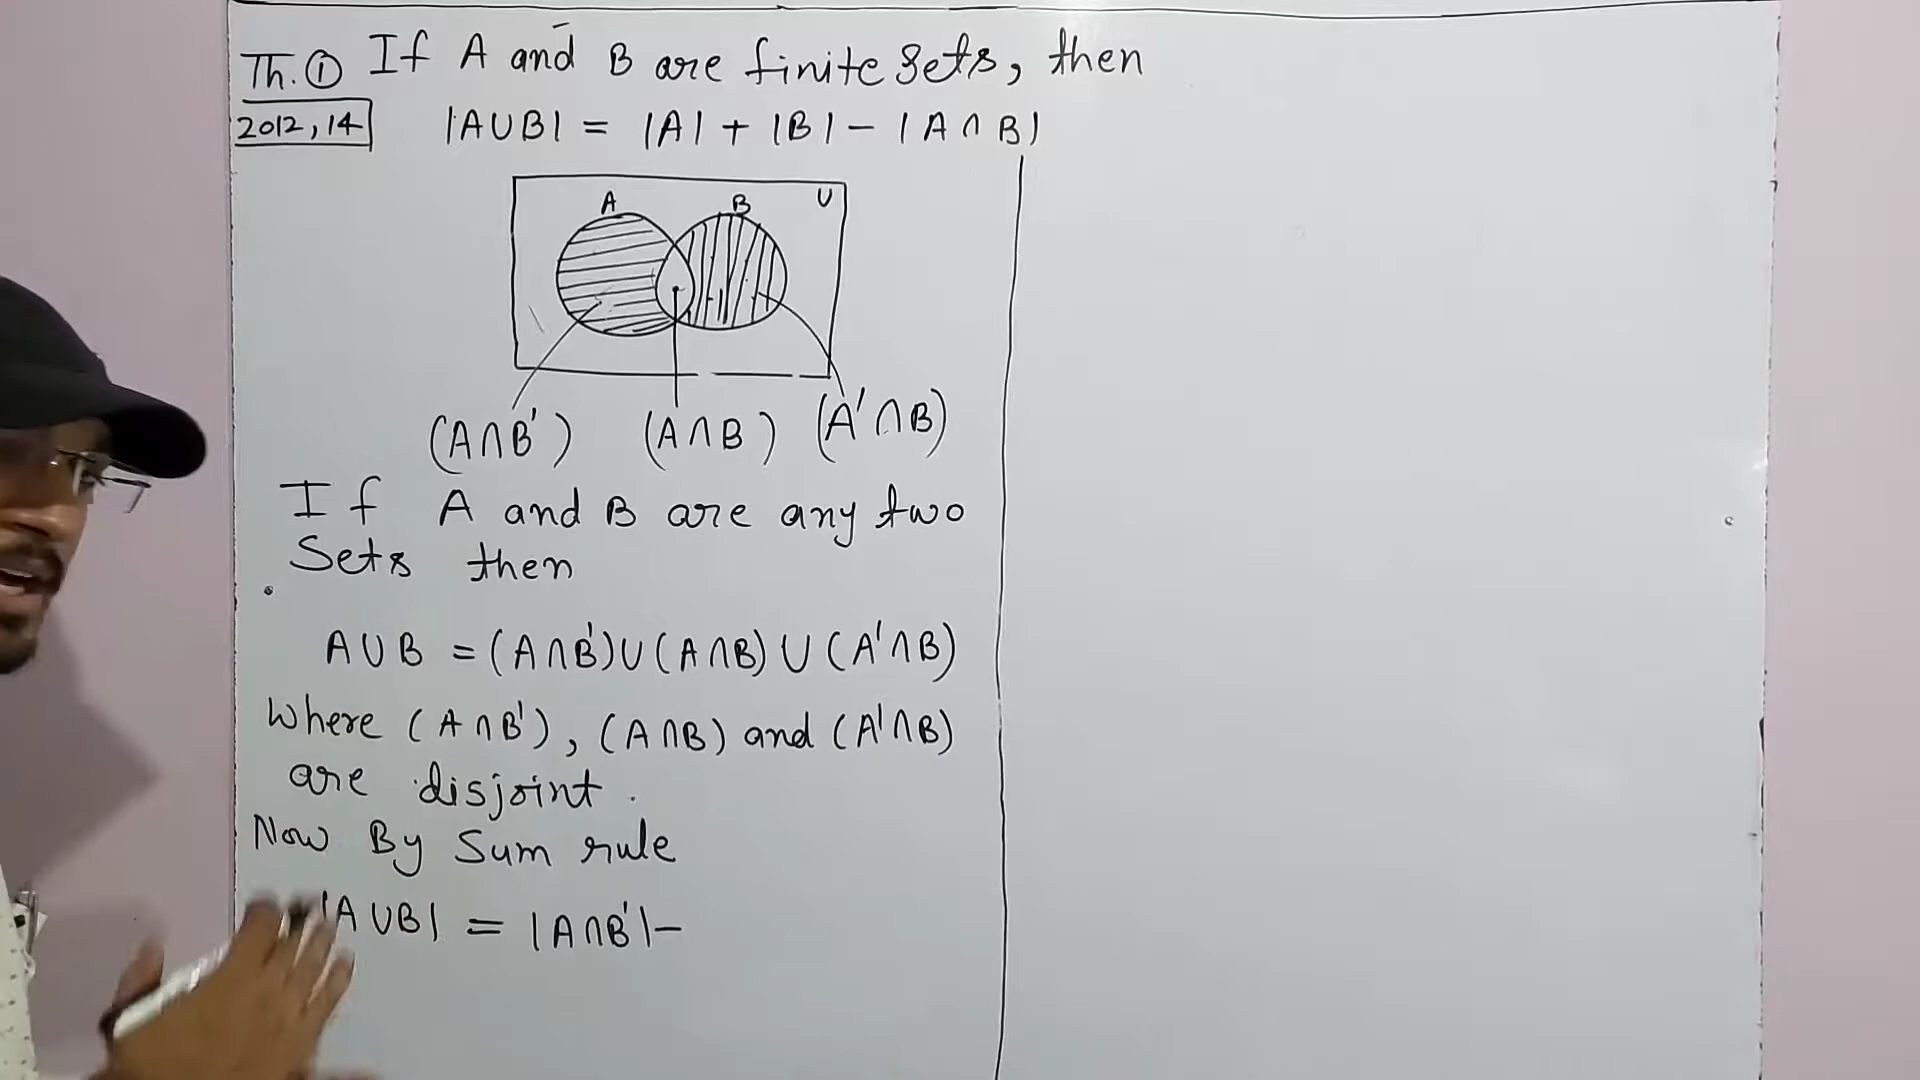 Th. ① If A and B are finite Sets, then
2012, 14
|A∪B| = |A| + |B| − |A ∩ B|
A B U
(A∩B') (A∩B) (A'∩B)
If A and B are any two
Sets then
A∪B = (A∩B')∪(A∩B)∪(A'∩B)
Where (A∩B'), (A∩B) and (A'∩B)
are disjoint.
Now By Sum rule
|A∪B| = |A∩B'|−